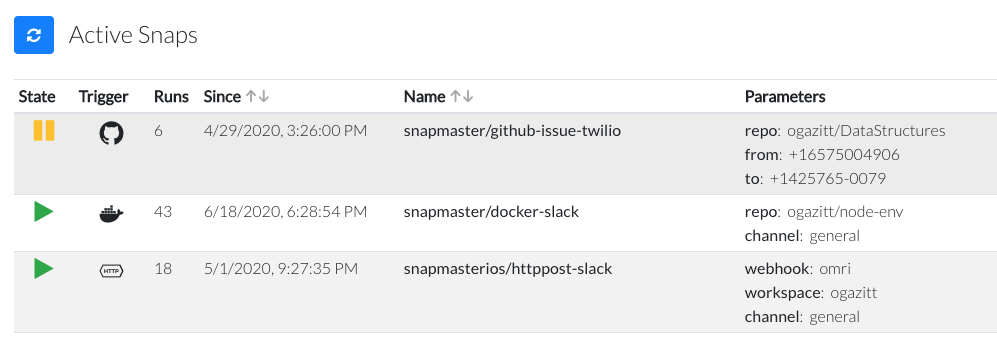 Active Snaps
State Trigger Runs Since Name Parameters
6 4/29/2020, 3:26:00 PM snapmaster/github-issue-twilio repo: ogazitt/DataStructures
from: +16575004906
to: +1425765-0079
43 6/18/2020, 6:28:54 PM snapmaster/docker-slack repo: ogazitt/node-env
channel: general
HTTP 18 5/1/2020, 9:27:35 PM snapmasterios/httppost-slack webhook: omri
workspace: ogazitt
channel: general